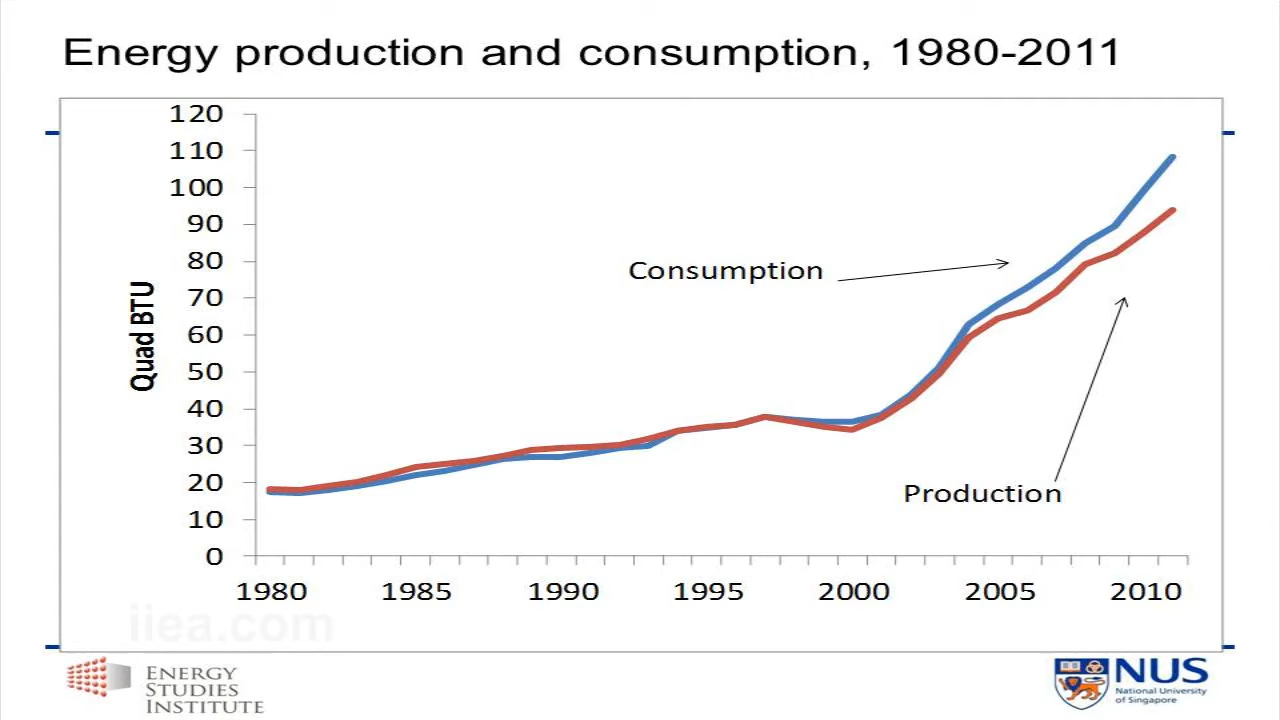 Energy production and consumption, 1980-2011
120
110
100
90
80
70
60
50
40
30
20
10
0
Quad BTU
Consumption
Production
1980 1985 1990 1995 2000 2005 2010
iiea.com
ENERGY
STUDIES
INSTITUTE
NUS
National University
of Singapore